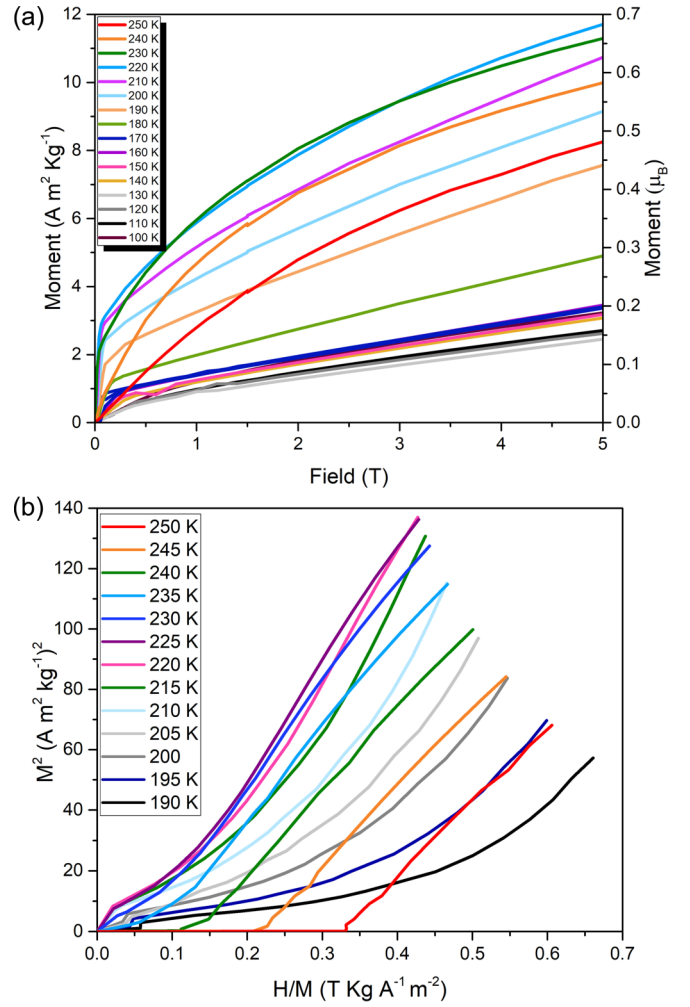 (a)
12
10
8
6
4
2
0
Moment (A m² Kg⁻¹)
250 K
240 K
230 K
220 K
210 K
200 K
190 K
180 K
170 K
160 K
150 K
140 K
130 K
120 K
110 K
100 K
0.7
0.6
0.5
0.4
0.3
0.2
0.1
0.0
Moment (μ_B)
0 1 2 3 4 5
Field (T)
(b)
140
120
100
80
60
40
20
0
M² (A m² kg⁻¹)²
250 K
245 K
240 K
235 K
230 K
225 K
220 K
215 K
210 K
205 K
200
195 K
190 K
0.0 0.1 0.2 0.3 0.4 0.5 0.6 0.7
H/M (T Kg A⁻¹ m⁻²)